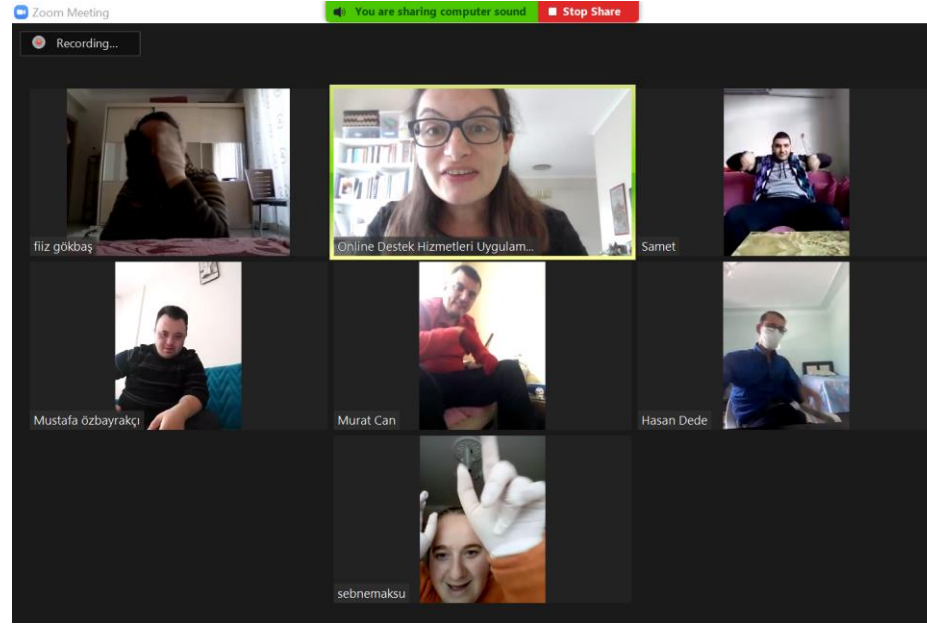 Zoom Meeting
You are sharing computer sound
Stop Share
Recording...
fiiz gökbaş
Online Destek Hizmetleri Uygulam...
Samet
Mustafa özbayrakçı
Murat Can
Hasan Dede
sebnemaksu